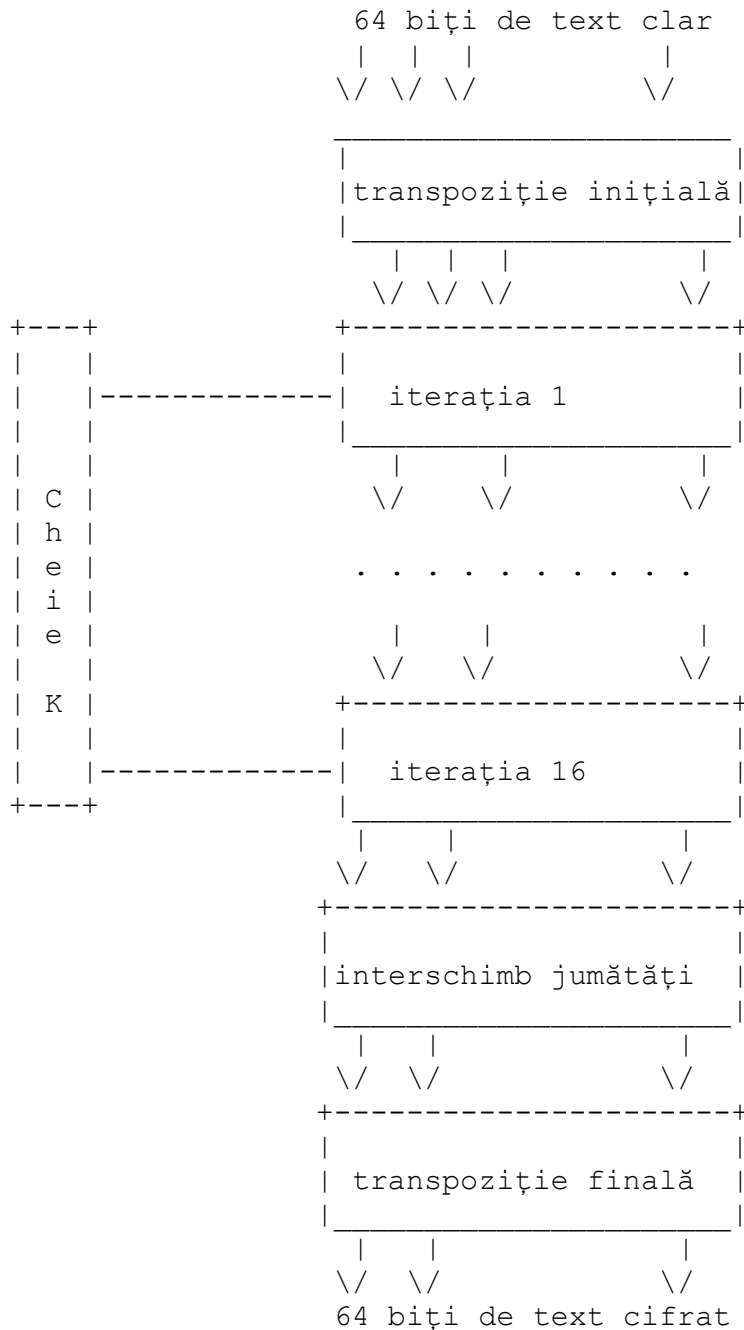 64 biți de text clar
transpoziție inițială
iterația 1
Cheie K
. . . . . . . . . .
iterația 16
interschimb jumătăți
transpoziție finală
64 biți de text cifrat